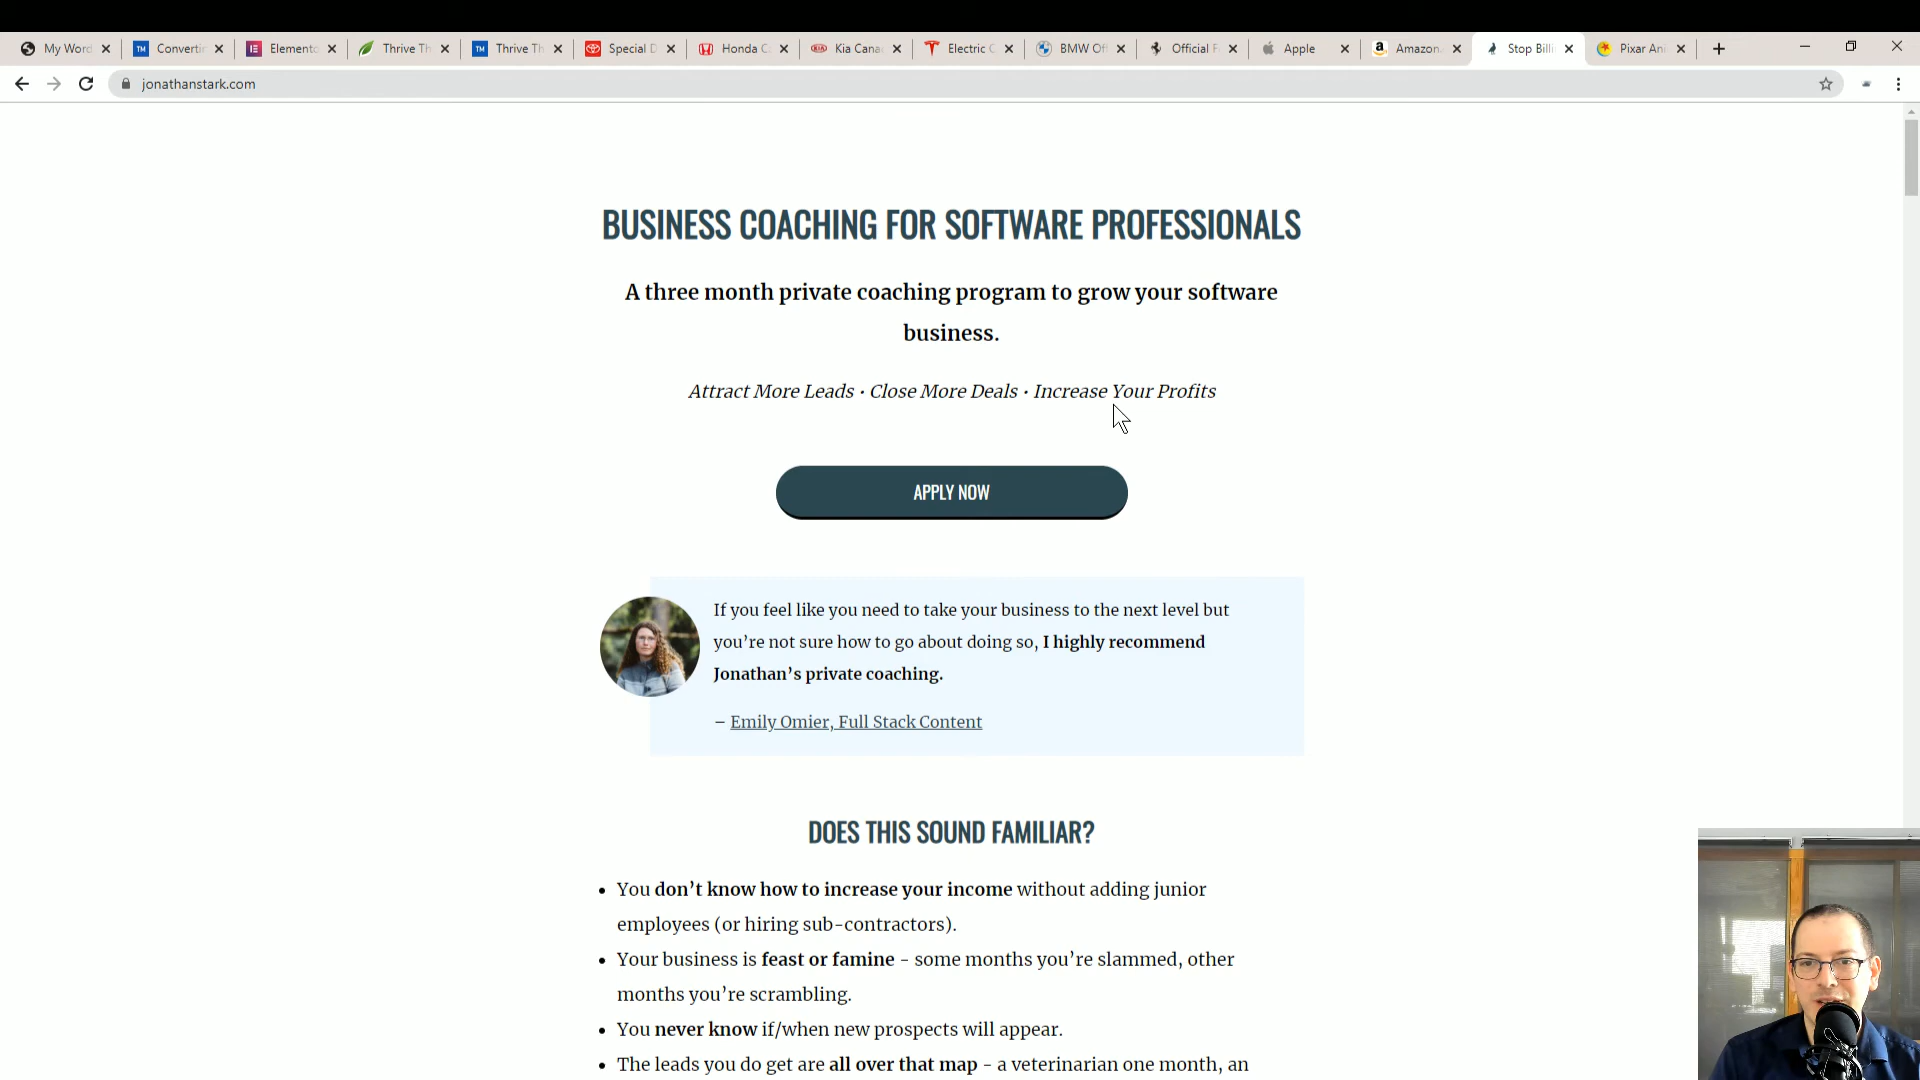 My Word
Converti
Elemento
Thrive Th
Thrive Th
Special D
Honda C
Kia Cana
Electric C
BMW Of
Official F
Apple
Amazon.
Stop Billi
Pixar Ani
jonathanstark.com
BUSINESS COACHING FOR SOFTWARE PROFESSIONALS
A three month private coaching program to grow your software
business.
Attract More Leads • Close More Deals • Increase Your Profits
APPLY NOW
If you feel like you need to take your business to the next level but
you’re not sure how to go about doing so, I highly recommend
Jonathan’s private coaching.
– Emily Omier, Full Stack Content
DOES THIS SOUND FAMILIAR?
• You don’t know how to increase your income without adding junior
employees (or hiring sub-contractors).
• Your business is feast or famine - some months you’re slammed, other
months you’re scrambling.
• You never know if/when new prospects will appear.
• The leads you do get are all over that map - a veterinarian one month, an